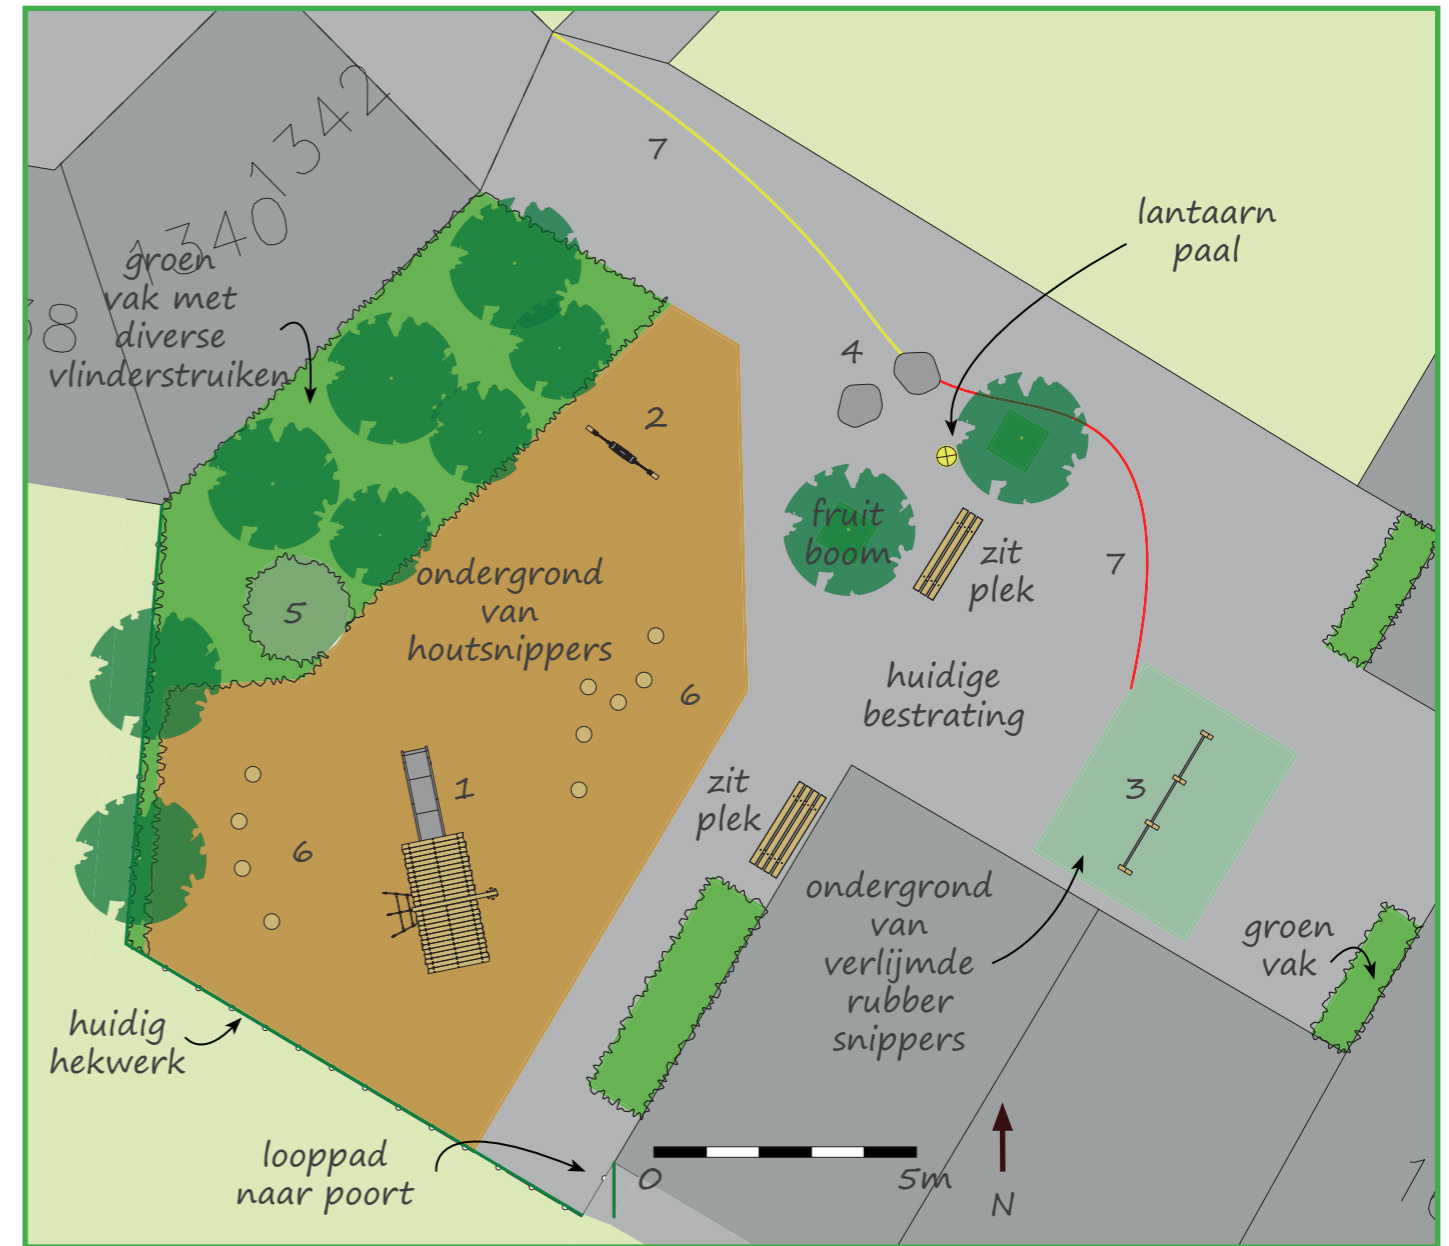 1342
1340
38
groen
vak met
diverse
vlinderstruiken
7
lantaarn
paal
4
2
fruit
boom
zit
plek
7
5
ondergrond
van
houtsnippers
6
huidige
bestrating
1
6
zit
plek
3
ondergrond
van
verlijmde
rubber
snippers
groen
vak
huidig
hekwerk
looppad
naar poort
0
5m
N